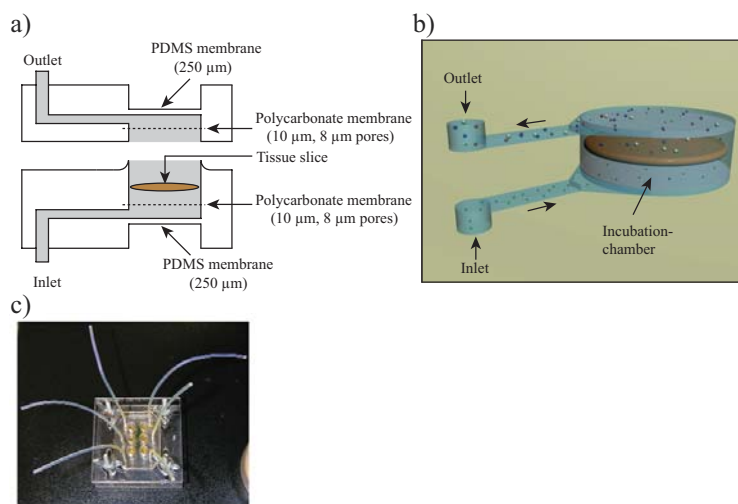 a)
Outlet
PDMS membrane
(250 µm)
Polycarbonate membrane
(10 µm, 8 µm pores)
Tissue slice
Polycarbonate membrane
(10 µm, 8 µm pores)
PDMS membrane
(250 µm)
Inlet
b)
Outlet
Incubation-
chamber
Inlet
c)